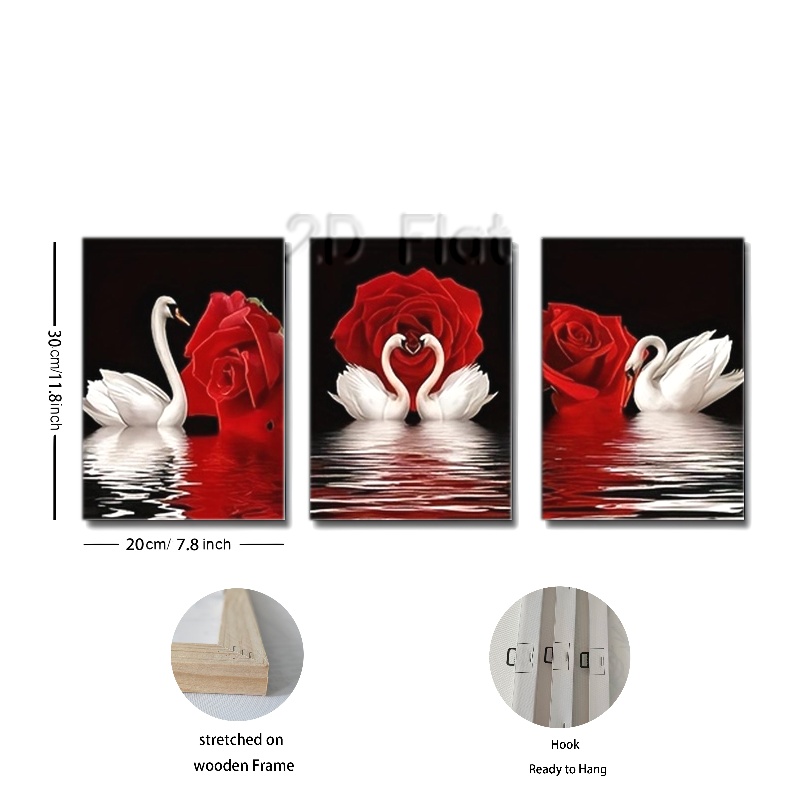 2D Flat
30cm/11.8inch
20cm/ 7.8 inch
stretched on
wooden Frame
Hook
Ready to Hang